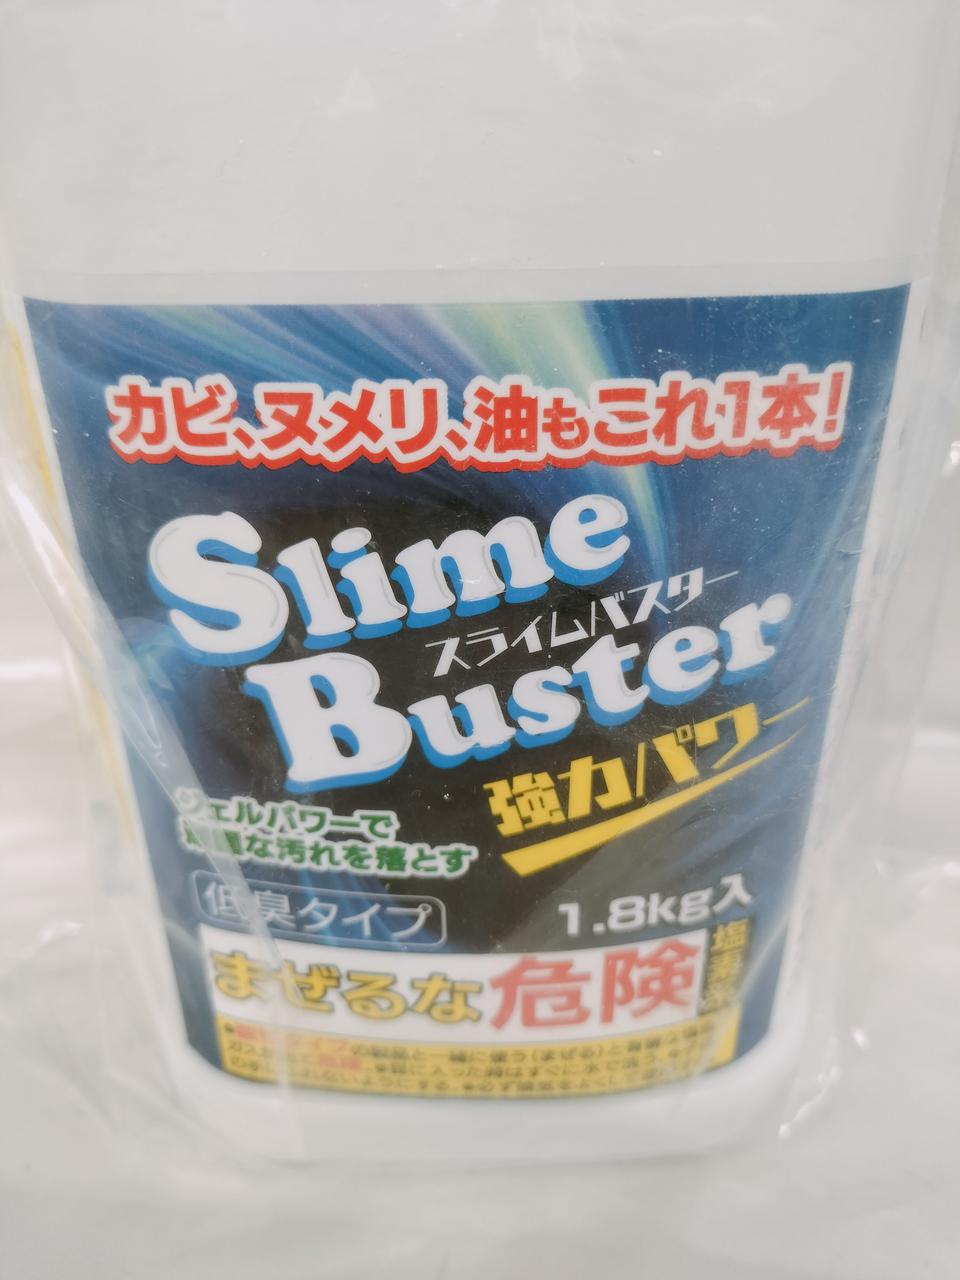 カビ、ヌメリ、油もこれ1本!
Slime
スライムバスター
Buster
強力パワー
ジェルパワーで
な汚れを落とす
低臭タイプ
1.8kg入
まぜるな危険
塩素系